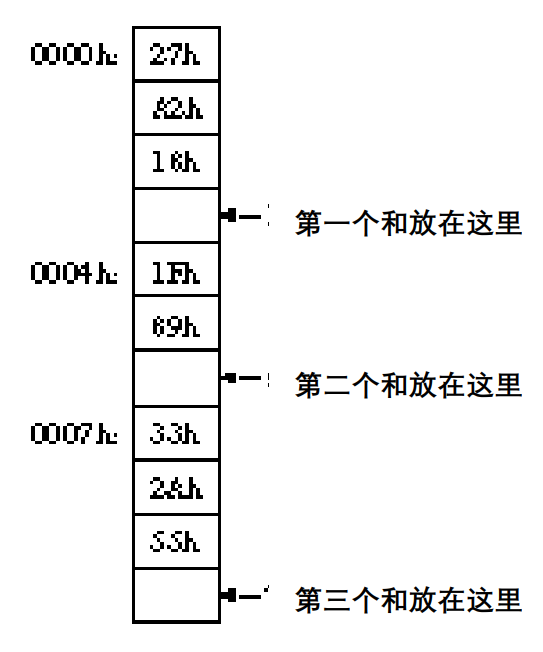 0000h: 27h
A2h
16h
第一个和放在这里
0004h: 1Fh
69h
第二个和放在这里
0007h: 33h
2Ah
55h
第三个和放在这里